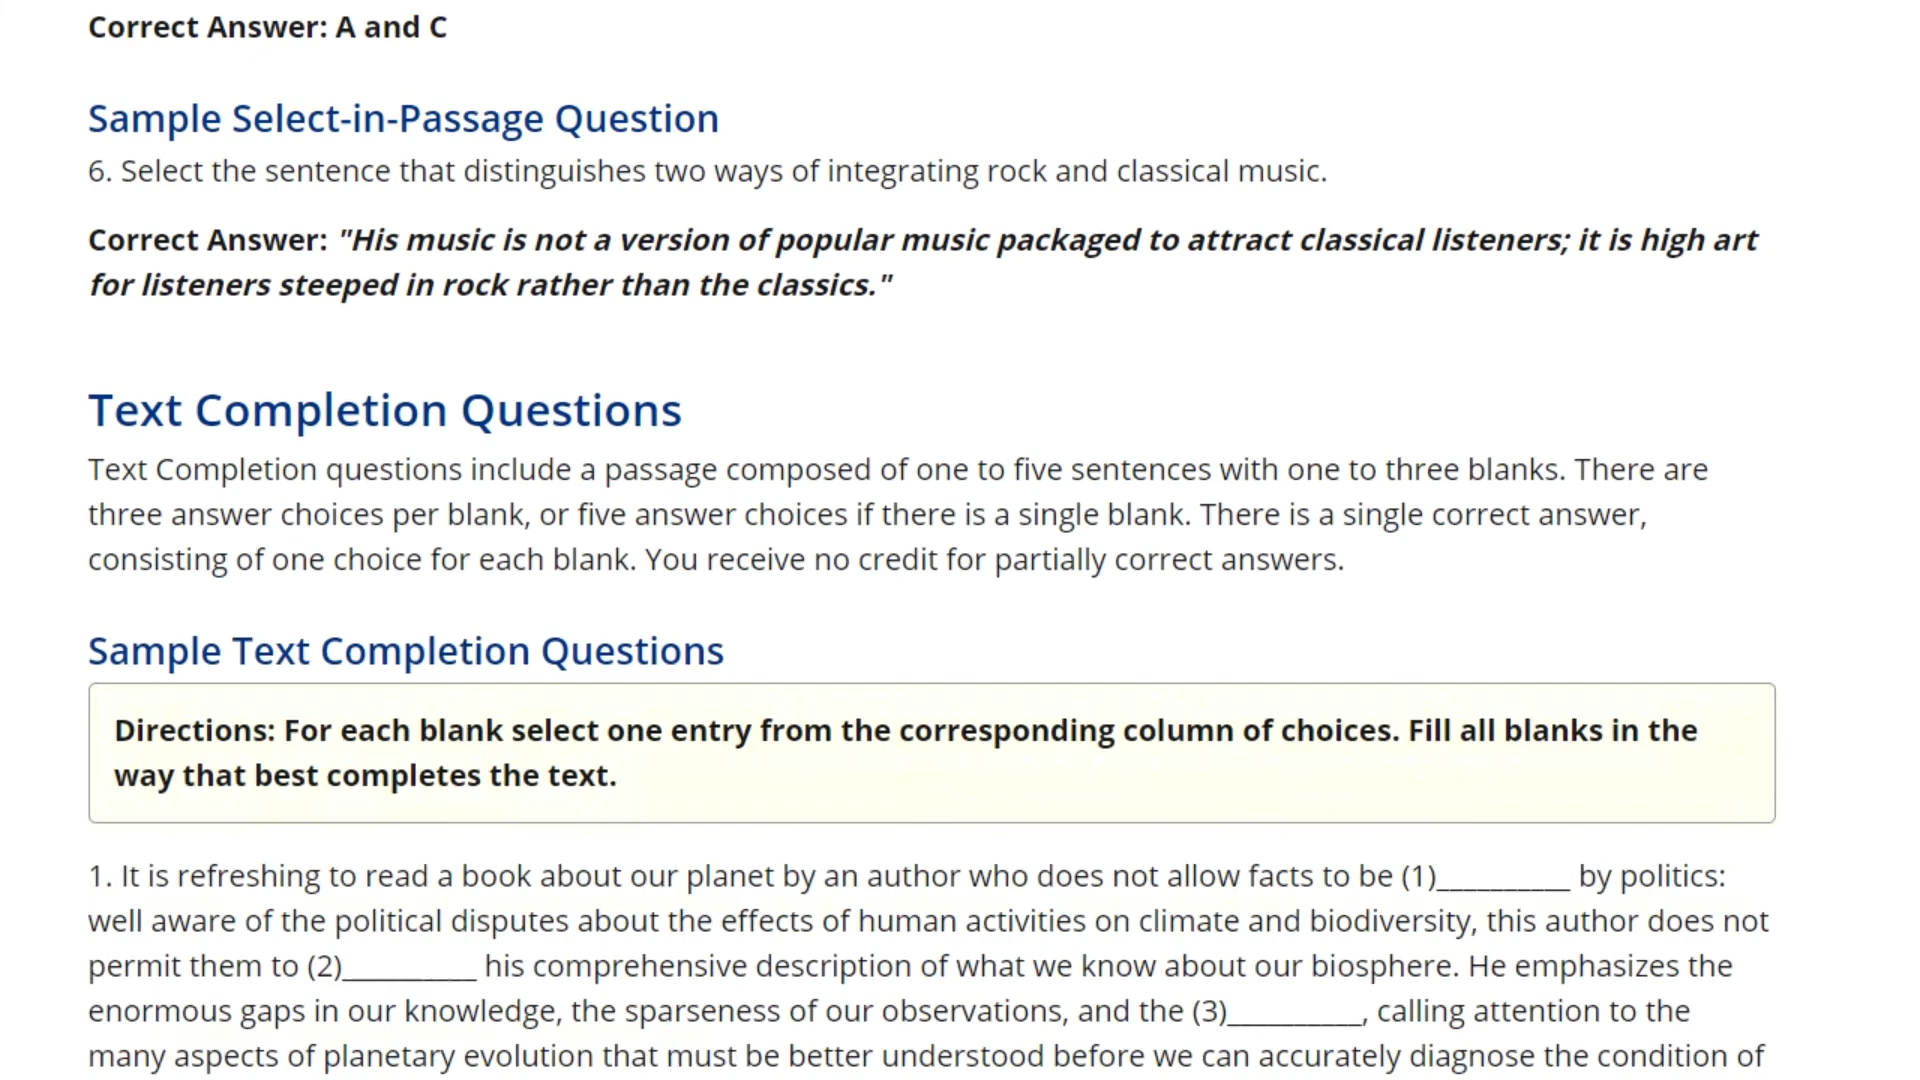 Correct Answer: A and C
Sample Select-in-Passage Question
6. Select the sentence that distinguishes two ways of integrating rock and classical music.
Correct Answer: "His music is not a version of popular music packaged to attract classical listeners; it is high art
for listeners steeped in rock rather than the classics."
Text Completion Questions
Text Completion questions include a passage composed of one to five sentences with one to three blanks. There are
three answer choices per blank, or five answer choices if there is a single blank. There is a single correct answer,
consisting of one choice for each blank. You receive no credit for partially correct answers.
Sample Text Completion Questions
Directions: For each blank select one entry from the corresponding column of choices. Fill all blanks in the
way that best completes the text.
1. It is refreshing to read a book about our planet by an author who does not allow facts to be (1)__________ by politics:
well aware of the political disputes about the effects of human activities on climate and biodiversity, this author does not
permit them to (2)__________ his comprehensive description of what we know about our biosphere. He emphasizes the
enormous gaps in our knowledge, the sparseness of our observations, and the (3)__________, calling attention to the
many aspects of planetary evolution that must be better understood before we can accurately diagnose the condition of